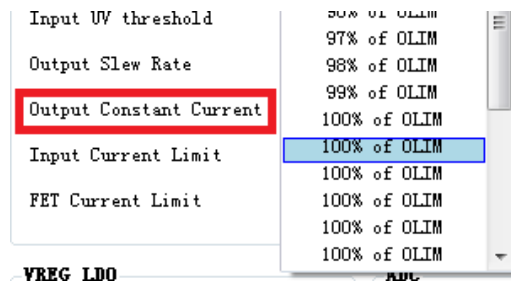 Input UV threshold
Output Slew Rate
Output Constant Current
Input Current Limit
FET Current Limit
of OLIM
97% of OLIM
98% of OLIM
99% of OLIM
100% of OLIM
100% of OLIM
100% of OLIM
100% of OLIM
100% of OLIM
100% of OLIM
VREG LDO
ADC